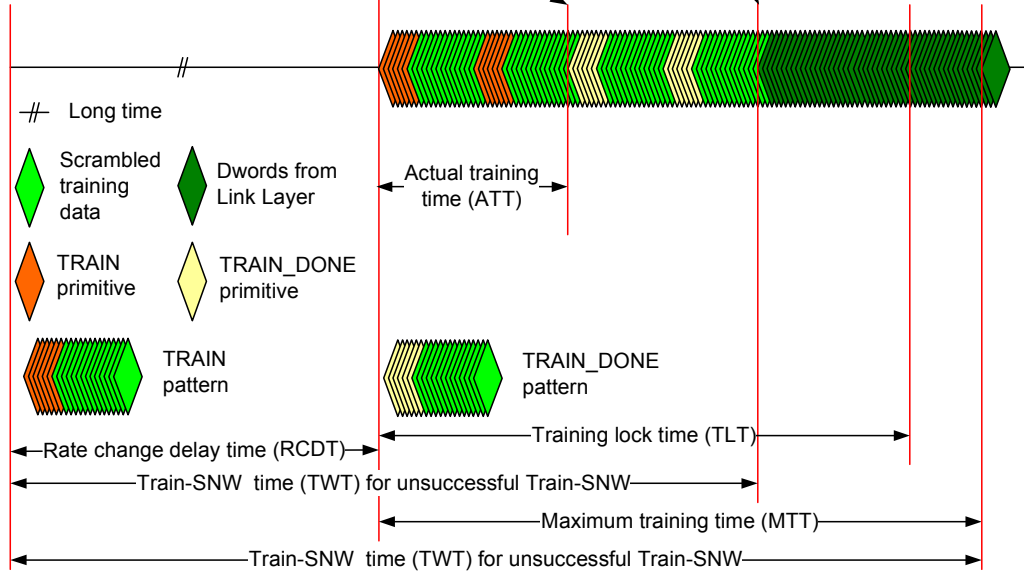 Long time
Scrambled
training
data
Dwords from
Link Layer
Actual training
time (ATT)
TRAIN
primitive
TRAIN_DONE
primitive
TRAIN
pattern
TRAIN_DONE
pattern
Training lock time (TLT)
Rate change delay time (RCDT)
Train-SNW time (TWT) for unsuccessful Train-SNW
Maximum training time (MTT)
Train-SNW time (TWT) for unsuccessful Train-SNW